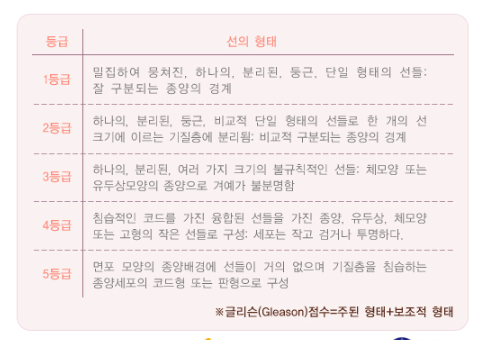 등급 선의 형태
1등급 밀집하여 뭉쳐진, 하나의, 분리된, 둥근, 단일 형태의 선들:
잘 구분되는 종양의 경계
2등급 하나의, 분리된, 둥근, 비교적 단일 형태의 선들로 한 개의 선
크기에 이르는 기질층에 분리됨: 비교적 구분되는 종양의 경계
3등급 하나의, 분리된, 여러 가지 크기의 불규칙적인 선들: 체모양 또는
유두상모양의 종양으로 겨예가 불분명함
4등급 침습적인 코드를 가진 융합된 선들을 가진 종양, 유두상, 체모양
또는 고형의 작은 선들로 구성: 세포는 작고 검거나 투명하다.
5등급 면포 모양의 종양배경에 선들이 거의 없으며 기질층을 침습하는
종양세포의 코드형 또는 판형으로 구성
※글리슨(Gleason)점수=주된 형태+보조적 형태